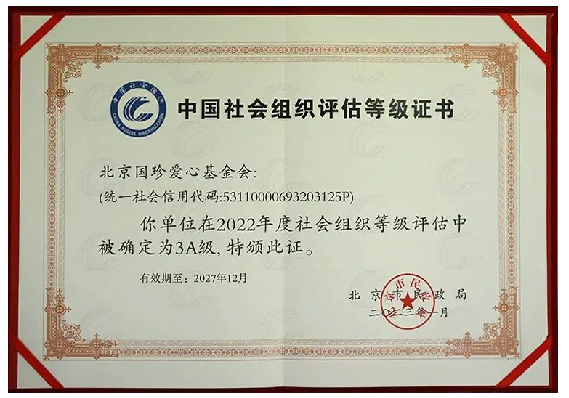 中国社会组织评估等级证书
北京国珍爱心基金会:
(统一社会信用代码:53110000693203125P)
你单位在2022年度社会组织等级评估中
被确定为3A级,特颁此证。
有效期至: 2027年12月
北京市民政局